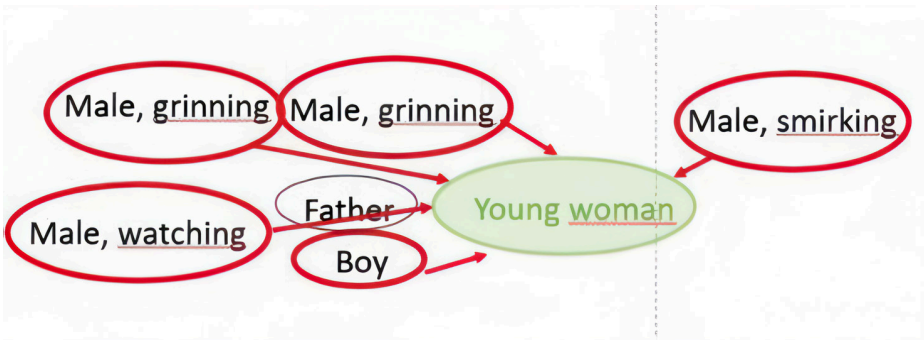 Male, grinning
Male, grinning
Male, smirking
Father
Young woman
Male, watching
Boy